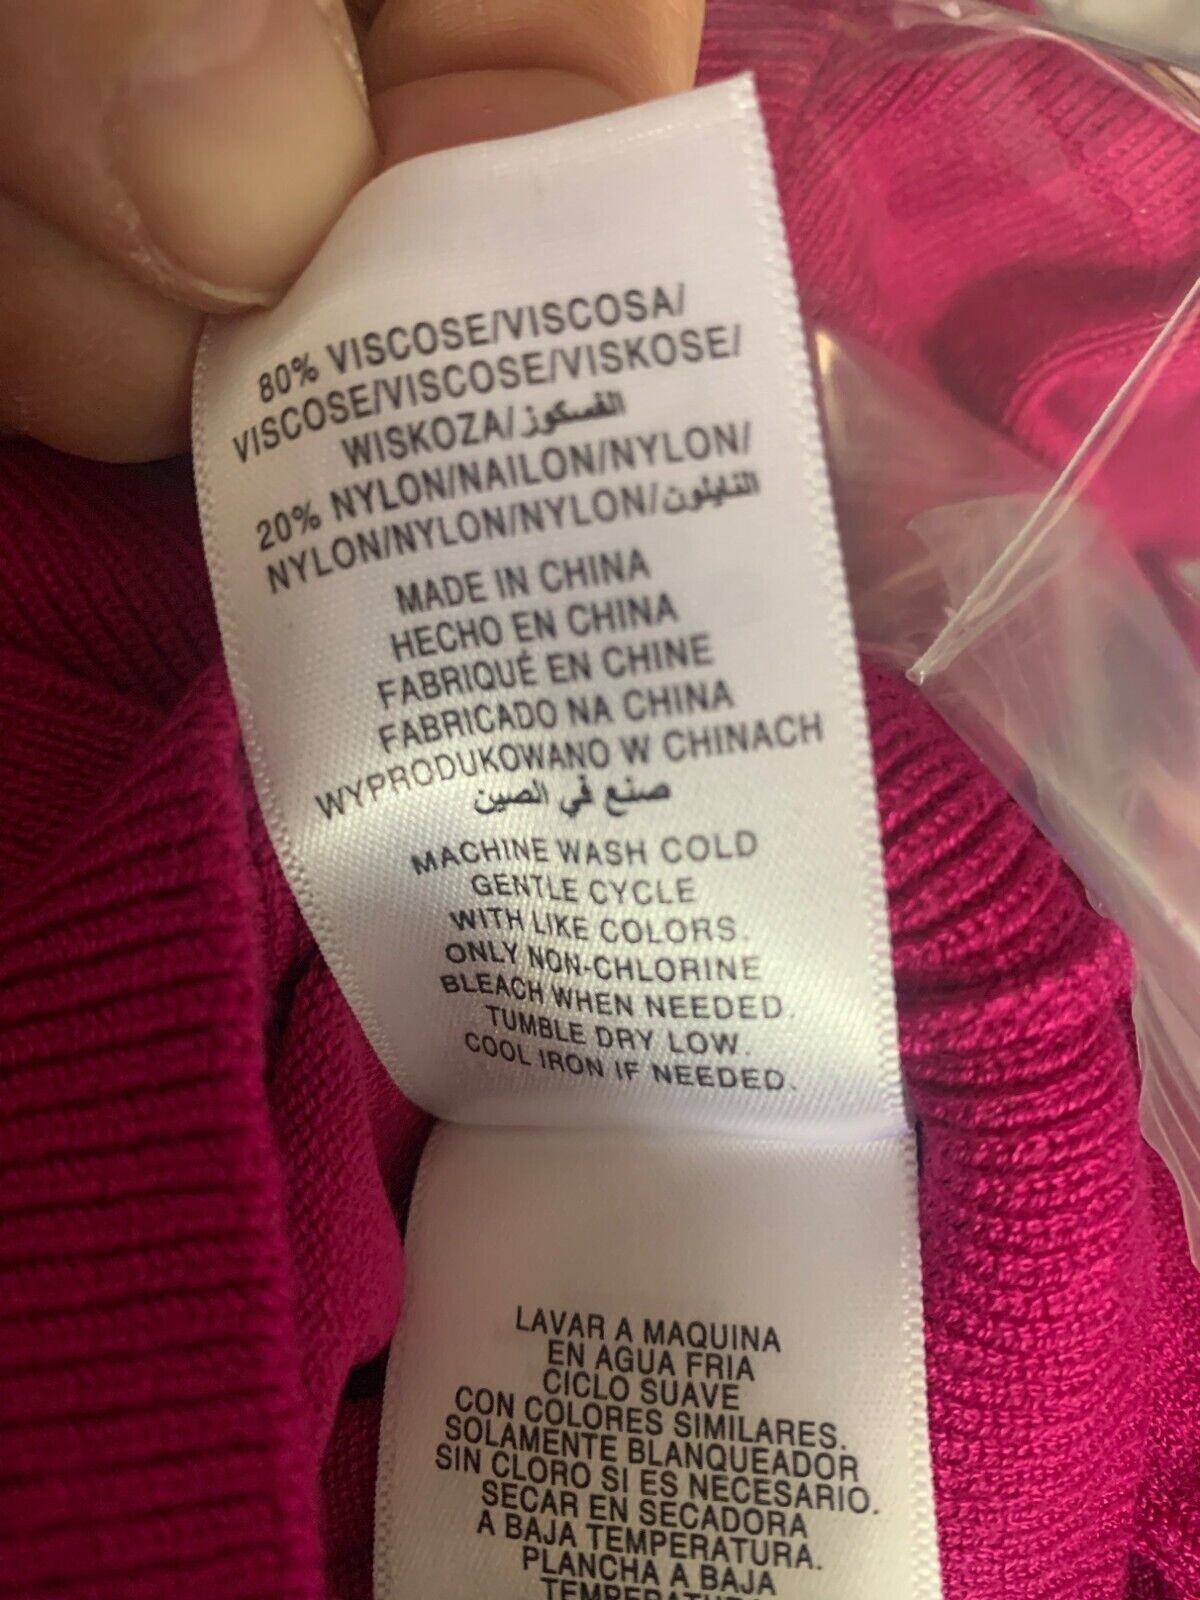 80% VISCOSE/VISCOSA/
VISCOSE/VISCOSE/VISKOSE/
WISKOZA/الفسكوز
20% NYLON/NAILON/NYLON/
NYLON/NYLON/NYLON/النايلون
MADE IN CHINA
HECHO EN CHINA
FABRIQUÉ EN CHINE
FABRICADO NA CHINA
WYPRODUKOWANO W CHINACH
صنع في الصين
MACHINE WASH COLD
GENTLE CYCLE
WITH LIKE COLORS.
ONLY NON-CHLORINE
BLEACH WHEN NEEDED.
TUMBLE DRY LOW.
COOL IRON IF NEEDED.
LAVAR A MAQUINA
EN AGUA FRIA
CICLO SUAVE
CON COLORES SIMILARES.
SOLAMENTE BLANQUEADOR
SIN CLORO SI ES NECESARIO.
SECAR EN SECADORA
A BAJA TEMPERATURA.
PLANCHA A BAJA